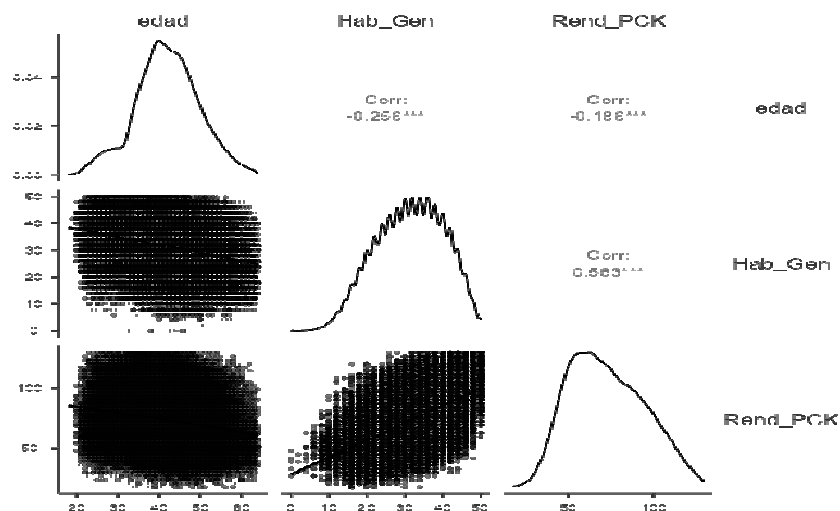 edad
Hab_Gen
Rend_PCK
0.04
0.02
0.00
Corr:
-0.256***
Corr:
-0.186***
edad
50
40
30
20
10
0
Corr:
0.563***
Hab_Gen
100
50
Rend_PCK
20 30 40 50 60
0 10 20 30 40 50
50 100